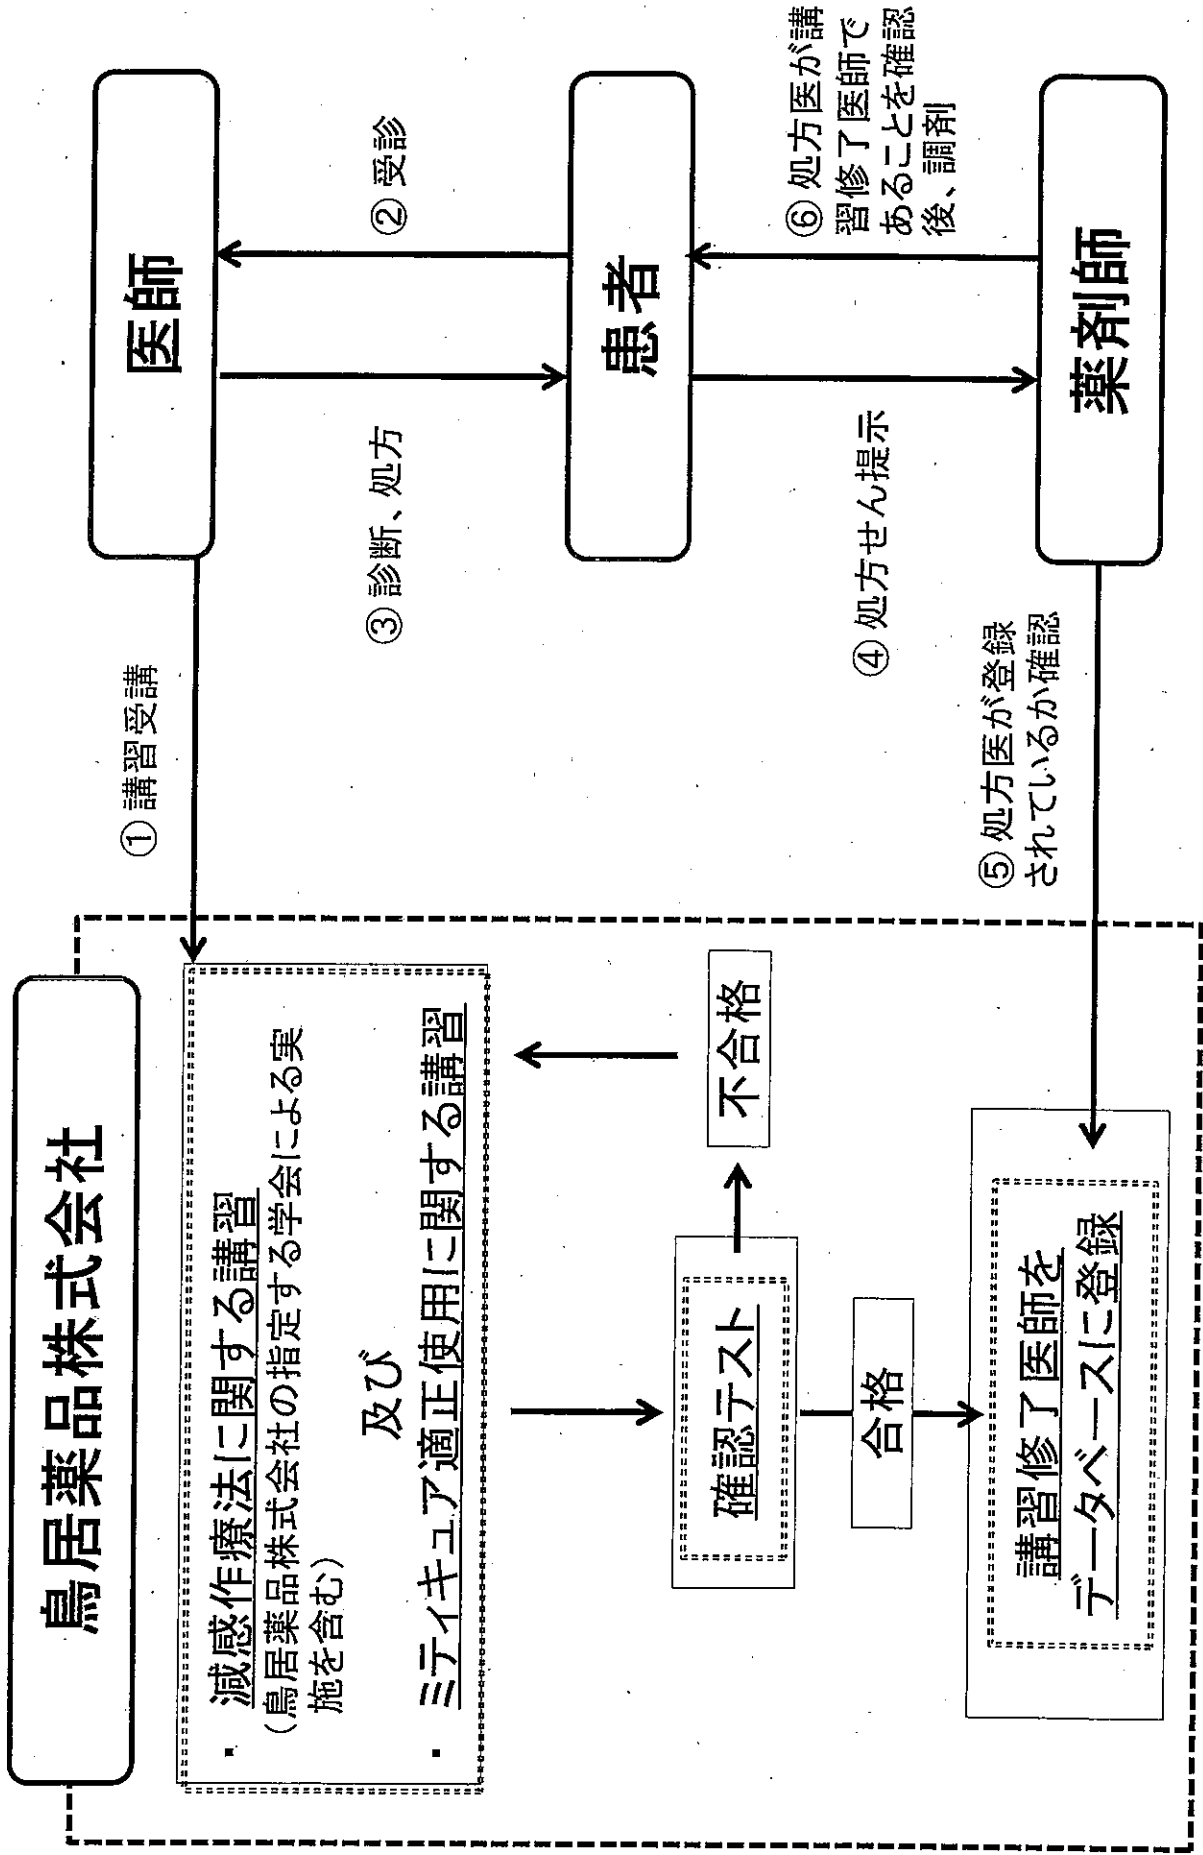 鳥居薬品株式会社
・減感作療法に関する講習
(鳥居薬品株式会社の指定する学会による実
施を含む)
及び
・ミティキュア適正使用に関する講習
確認テスト
不合格
合格
講習修了医師を
データベースに登録
① 講習受講
医師
② 受診
③ 診断、処方
患者
④ 処方せん提示
⑤ 処方医が登録
されているか確認
⑥ 処方医が講
習修了医師で
あることを確認
後、調剤
薬剤師